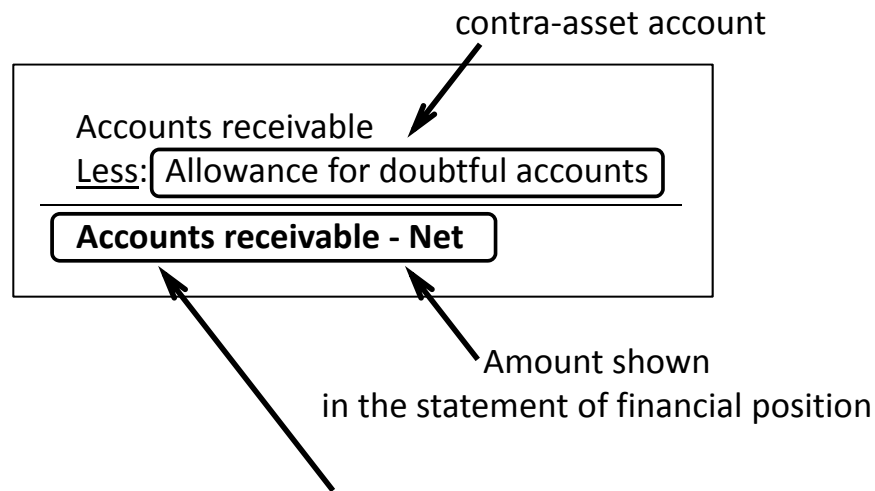 contra-asset account
Accounts receivable
Less: Allowance for doubtful accounts
Accounts receivable - Net
Amount shown
in the statement of financial position